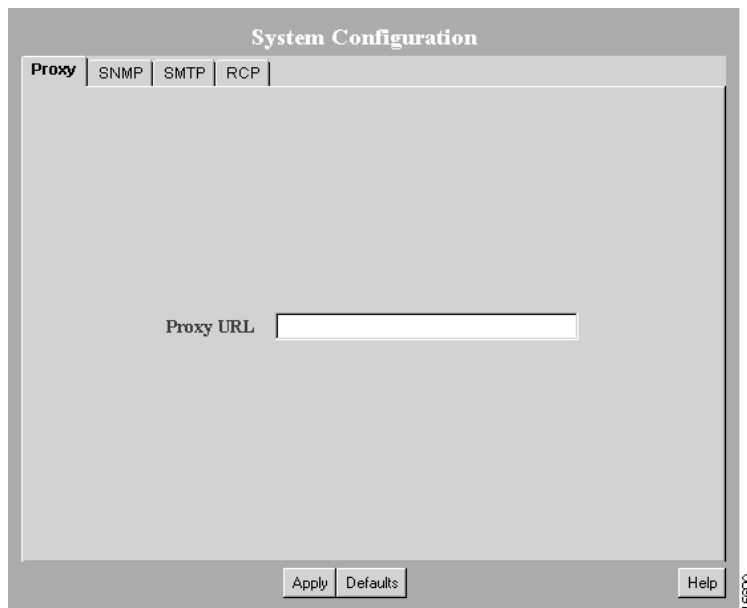 System Configuration
Proxy SNMP SMTP RCP
Proxy URL
Apply Defaults Help